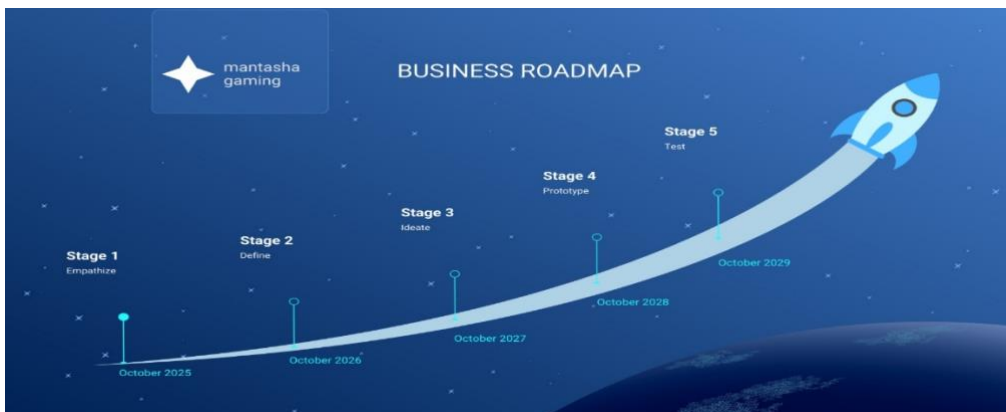 mantasha
gaming
BUSINESS ROADMAP
Stage 1
Empathize
October 2025
Stage 2
Define
October 2026
Stage 3
Ideate
October 2027
Stage 4
Prototype
October 2028
Stage 5
Test
October 2029